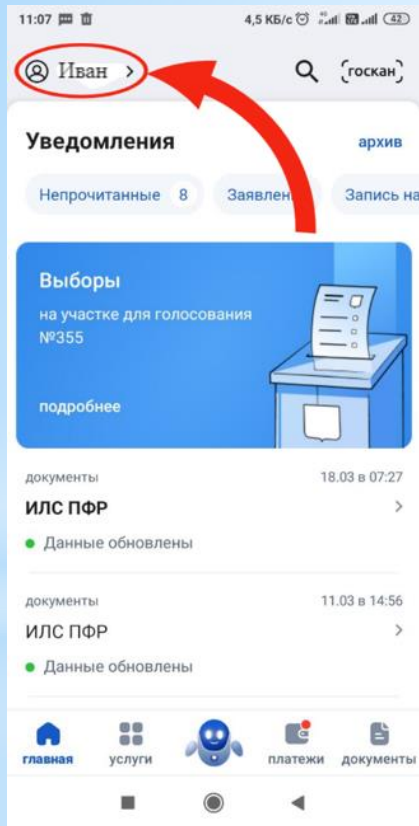 11:07 4,5 КБ/с 4G 42
Иван > госкан
Уведомления архив
Непрочитанные 8 Заявлен Запись на
Выборы
на участке для голосования
№355
подробнее
документы 18.03 в 07:27
ИЛС ПФР
Данные обновлены
документы 11.03 в 14:56
ИЛС ПФР
Данные обновлены
главная услуги платежи документы